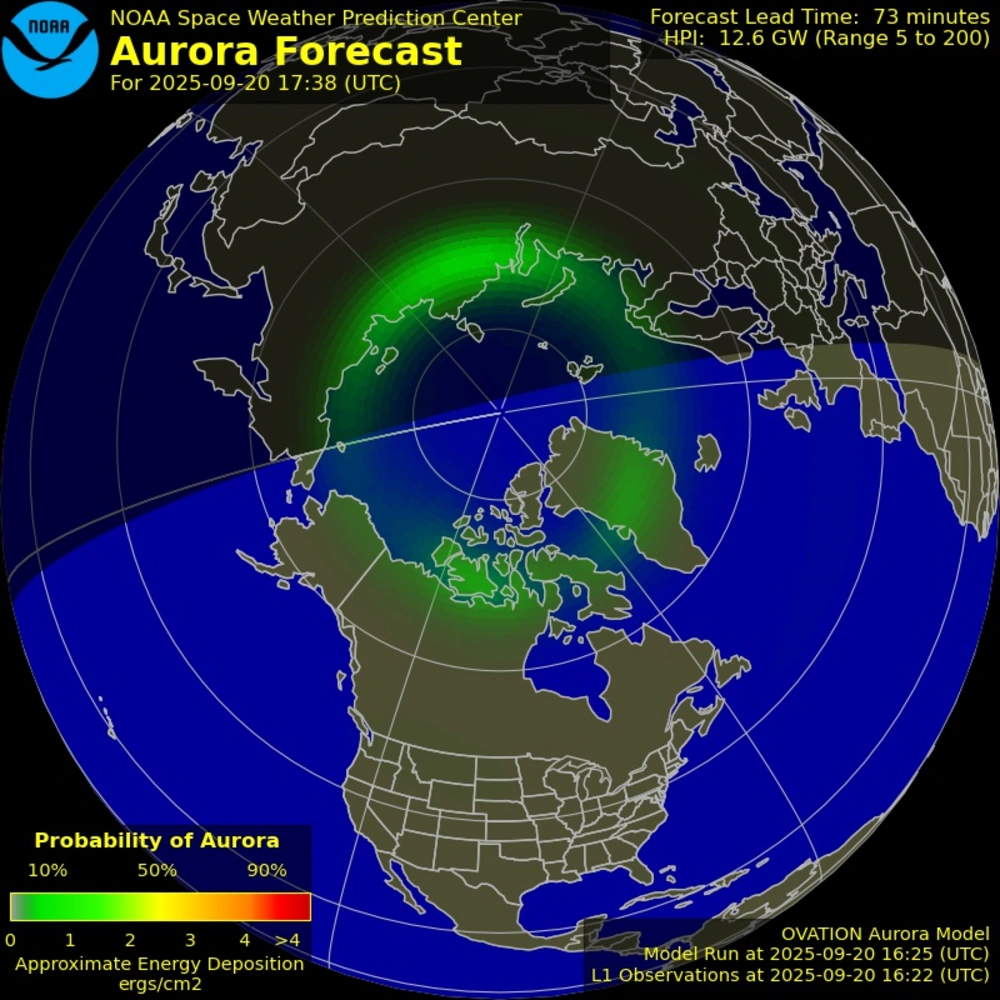 NOAA
NOAA Space Weather Prediction Center
Aurora Forecast
For 2025-09-20 17:38 (UTC)
Forecast Lead Time: 73 minutes
HPI: 12.6 GW (Range 5 to 200)
Probability of Aurora
10% 50% 90%
0 1 2 3 4 >4
Approximate Energy Deposition
ergs/cm2
OVATION Aurora Model
Model Run at 2025-09-20 16:25 (UTC)
L1 Observations at 2025-09-20 16:22 (UTC)